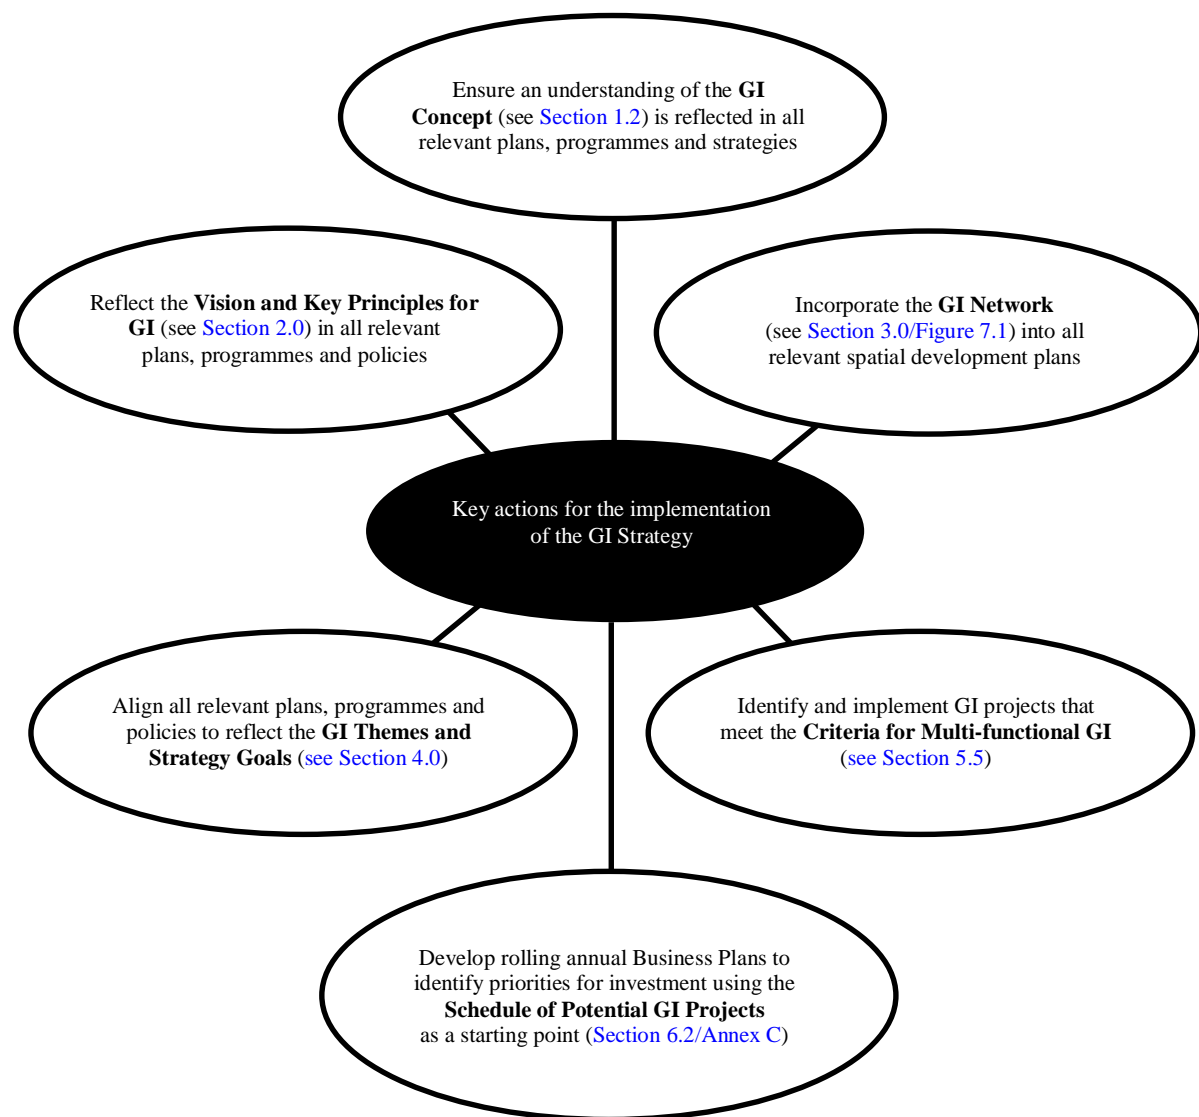 Ensure an understanding of the GI
Concept (see Section 1.2) is reflected in all
relevant plans, programmes and strategies
Reflect the Vision and Key Principles for
GI (see Section 2.0) in all relevant
plans, programmes and policies
Incorporate the GI Network
(see Section 3.0/Figure 7.1) into all
relevant spatial development plans
Key actions for the implementation
of the GI Strategy
Align all relevant plans, programmes and
policies to reflect the GI Themes and
Strategy Goals (see Section 4.0)
Identify and implement GI projects that
meet the Criteria for Multi-functional GI
(see Section 5.5)
Develop rolling annual Business Plans to
identify priorities for investment using the
Schedule of Potential GI Projects
as a starting point (Section 6.2/Annex C)